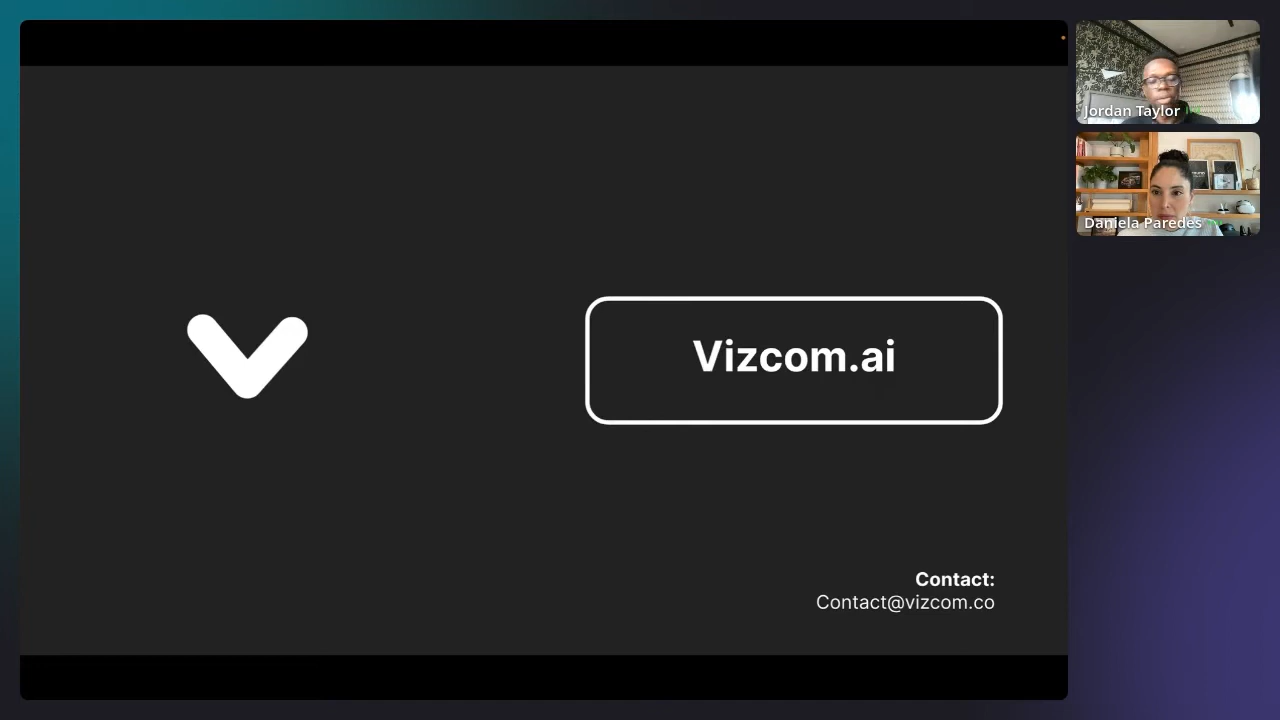 Vizcom.ai
Contact:
Contact@vizcom.co
Jordan Taylor
Daniela Paredes